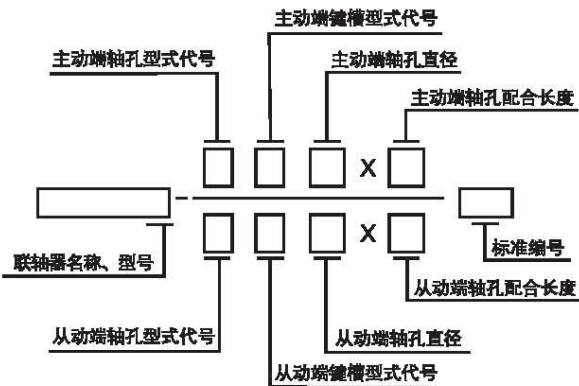 主动端键槽型式代号
主动端轴孔型式代号
主动端轴孔直径
主动端轴孔配合长度
X
X
联轴器名称、型号
标准编号
从动端轴孔配合长度
从动端轴孔型式代号
从动端轴孔直径
从动端键槽型式代号